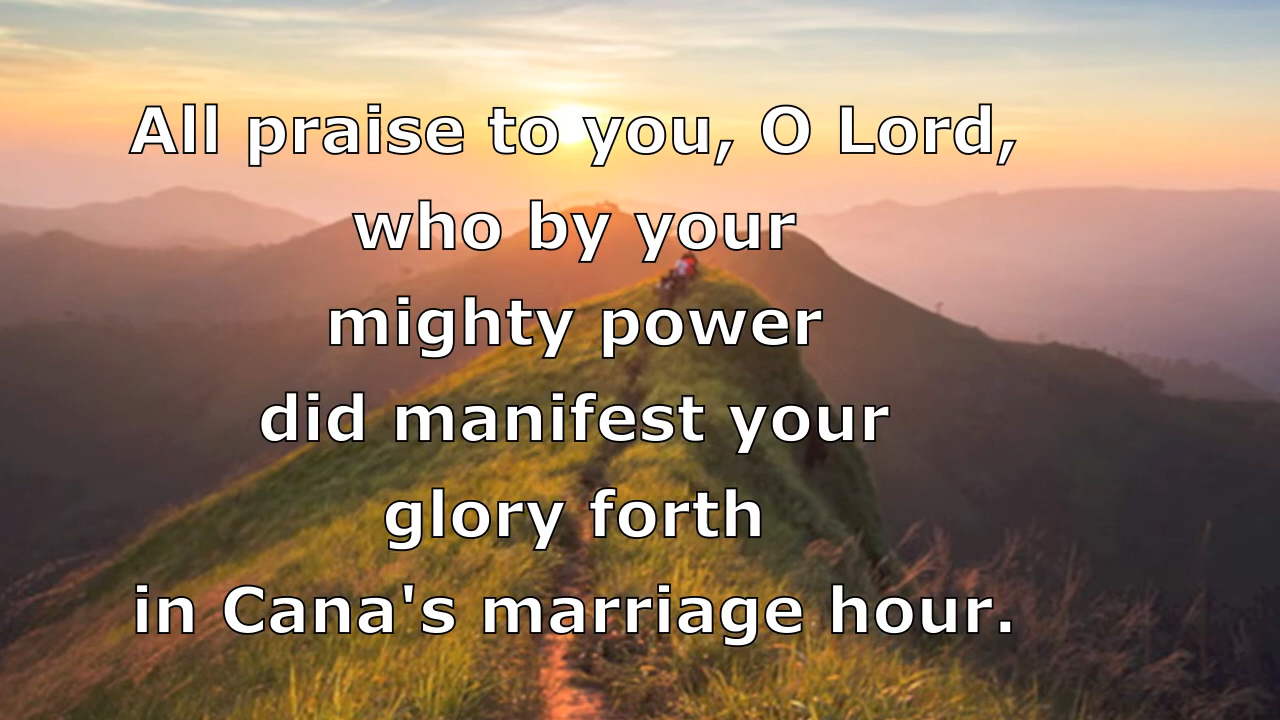 All praise to you, O Lord,
who by your
mighty power
did manifest your
glory forth
in Cana's marriage hour.